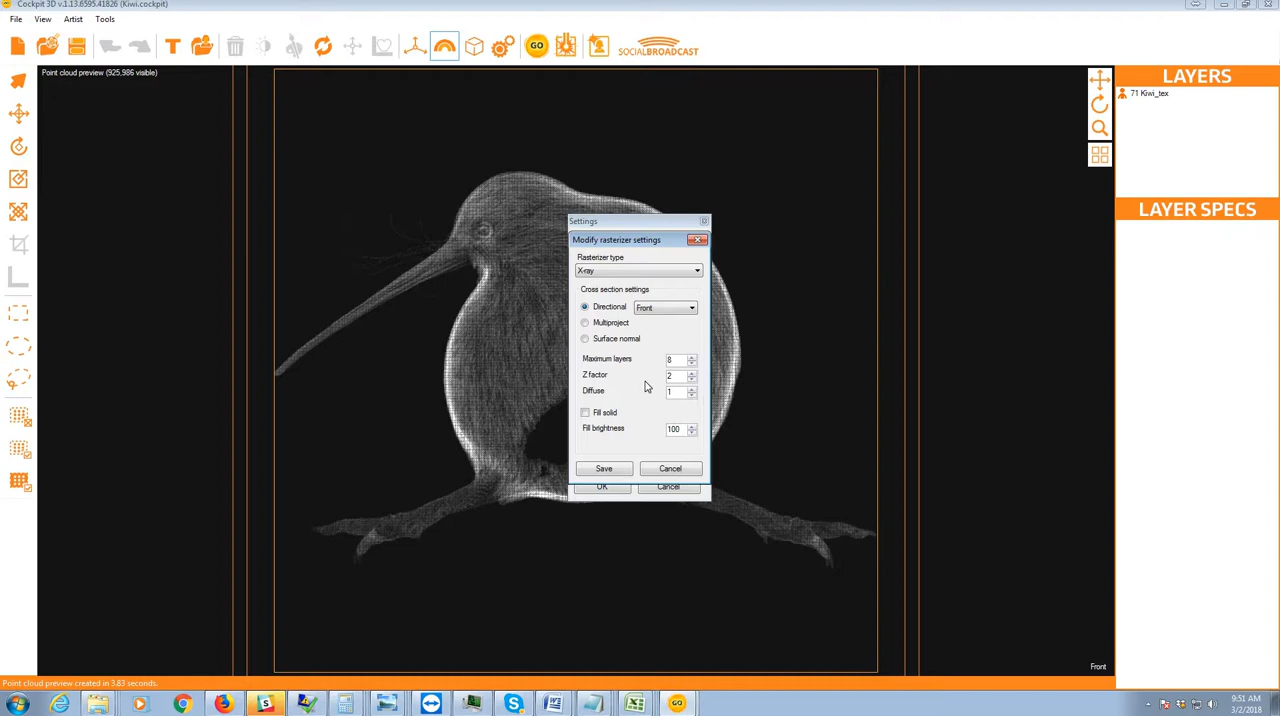 Cockpit 3D v.1.13.6595.41826 (Kiwi.cockpit)
File View Artist Tools
GO
SOCIALBROADCAST
Point cloud preview (925,986 visible)
LAYERS
71 Kiwi_tex
LAYER SPECS
Settings
Modify rasterizer settings
Rasterizer type
X-ray
Cross section settings
Directional Front
Multiproject
Surface normal
Maximum layers 8
Z factor 2
Diffuse 1
Fill solid
Fill brightness 100
Save Cancel
OK Cancel
Front
Point cloud preview created in 3.83 seconds.
GO
9:51 AM
3/2/2018